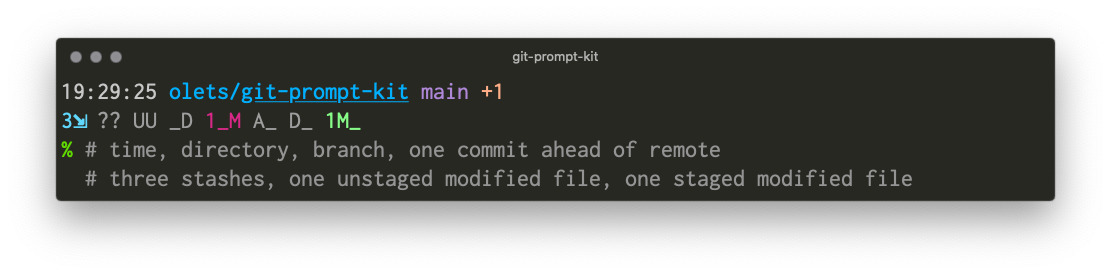 git-prompt-kit
19:29:25 olets/git-prompt-kit main +1
3⇲ ?? UU _D 1_M A_ D_ 1M_
% # time, directory, branch, one commit ahead of remote
# three stashes, one unstaged modified file, one staged modified file